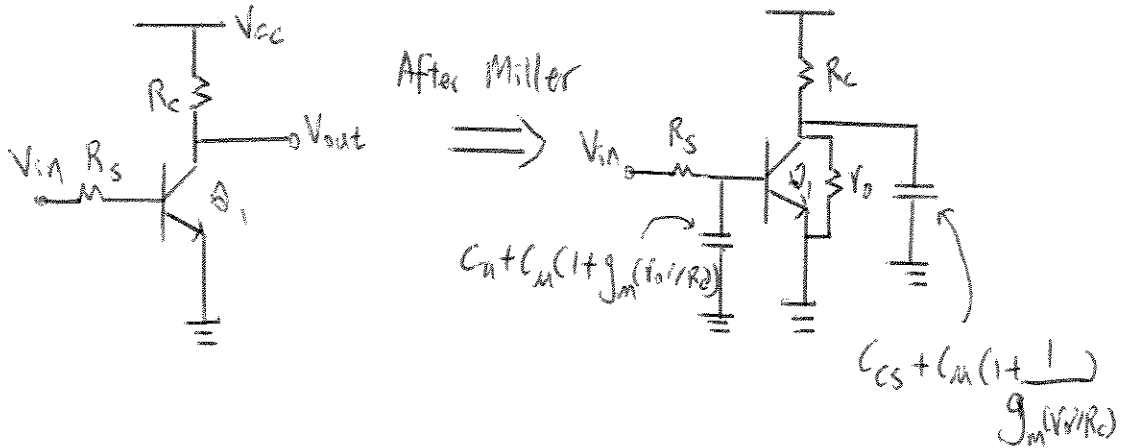 Vcc
Rc
After Miller
Rc
Vout
Vin Rs
Q1
Vin
Rs
Q1
ro
Cπ+Cμ(1+gm(ro//Rc))
Ccs+Cμ(1+1/gm(ro//Rc))